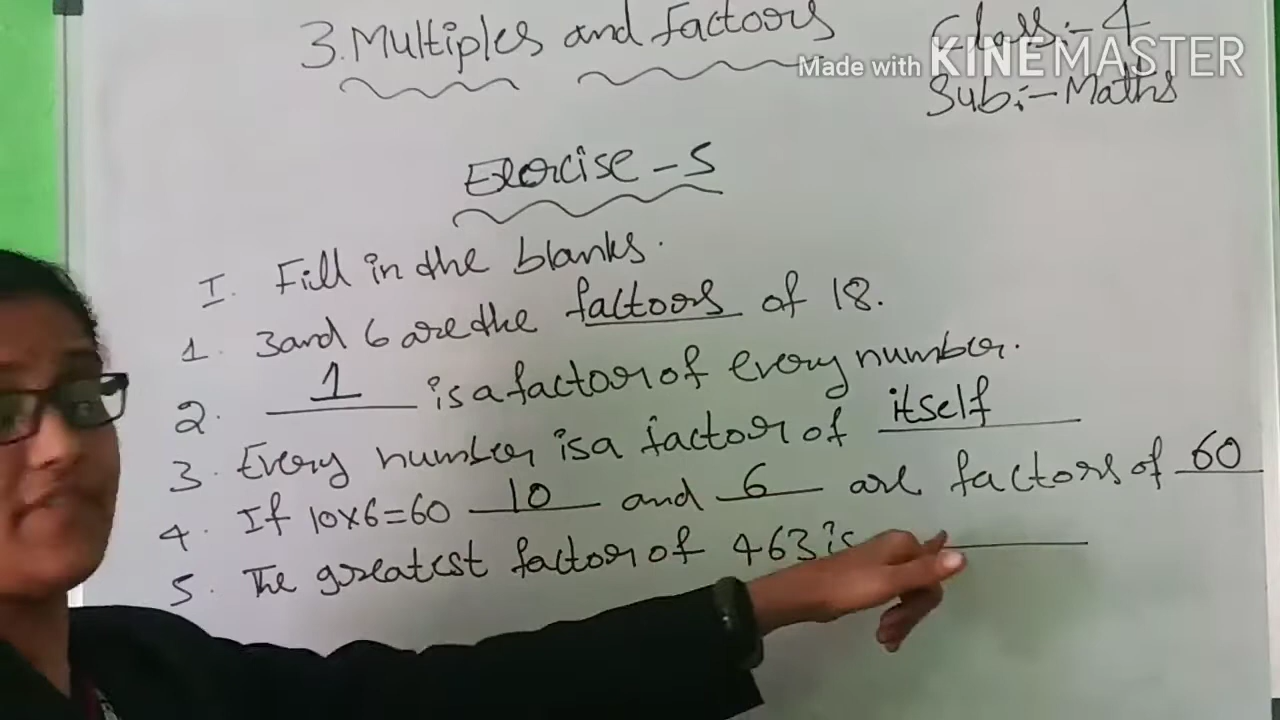 3. Multiples and Factors
Class:- 4
Made with KINEMASTER
Sub:- Maths
Exercise - 5
I. Fill in the blanks.
1. 3 and 6 are the factors of 18.
2. 1 is a factor of every number.
3. Every number is a factor of itself
4. If 10x6=60 10 and 6 are factors of 60
5. The greatest factor of 463 is